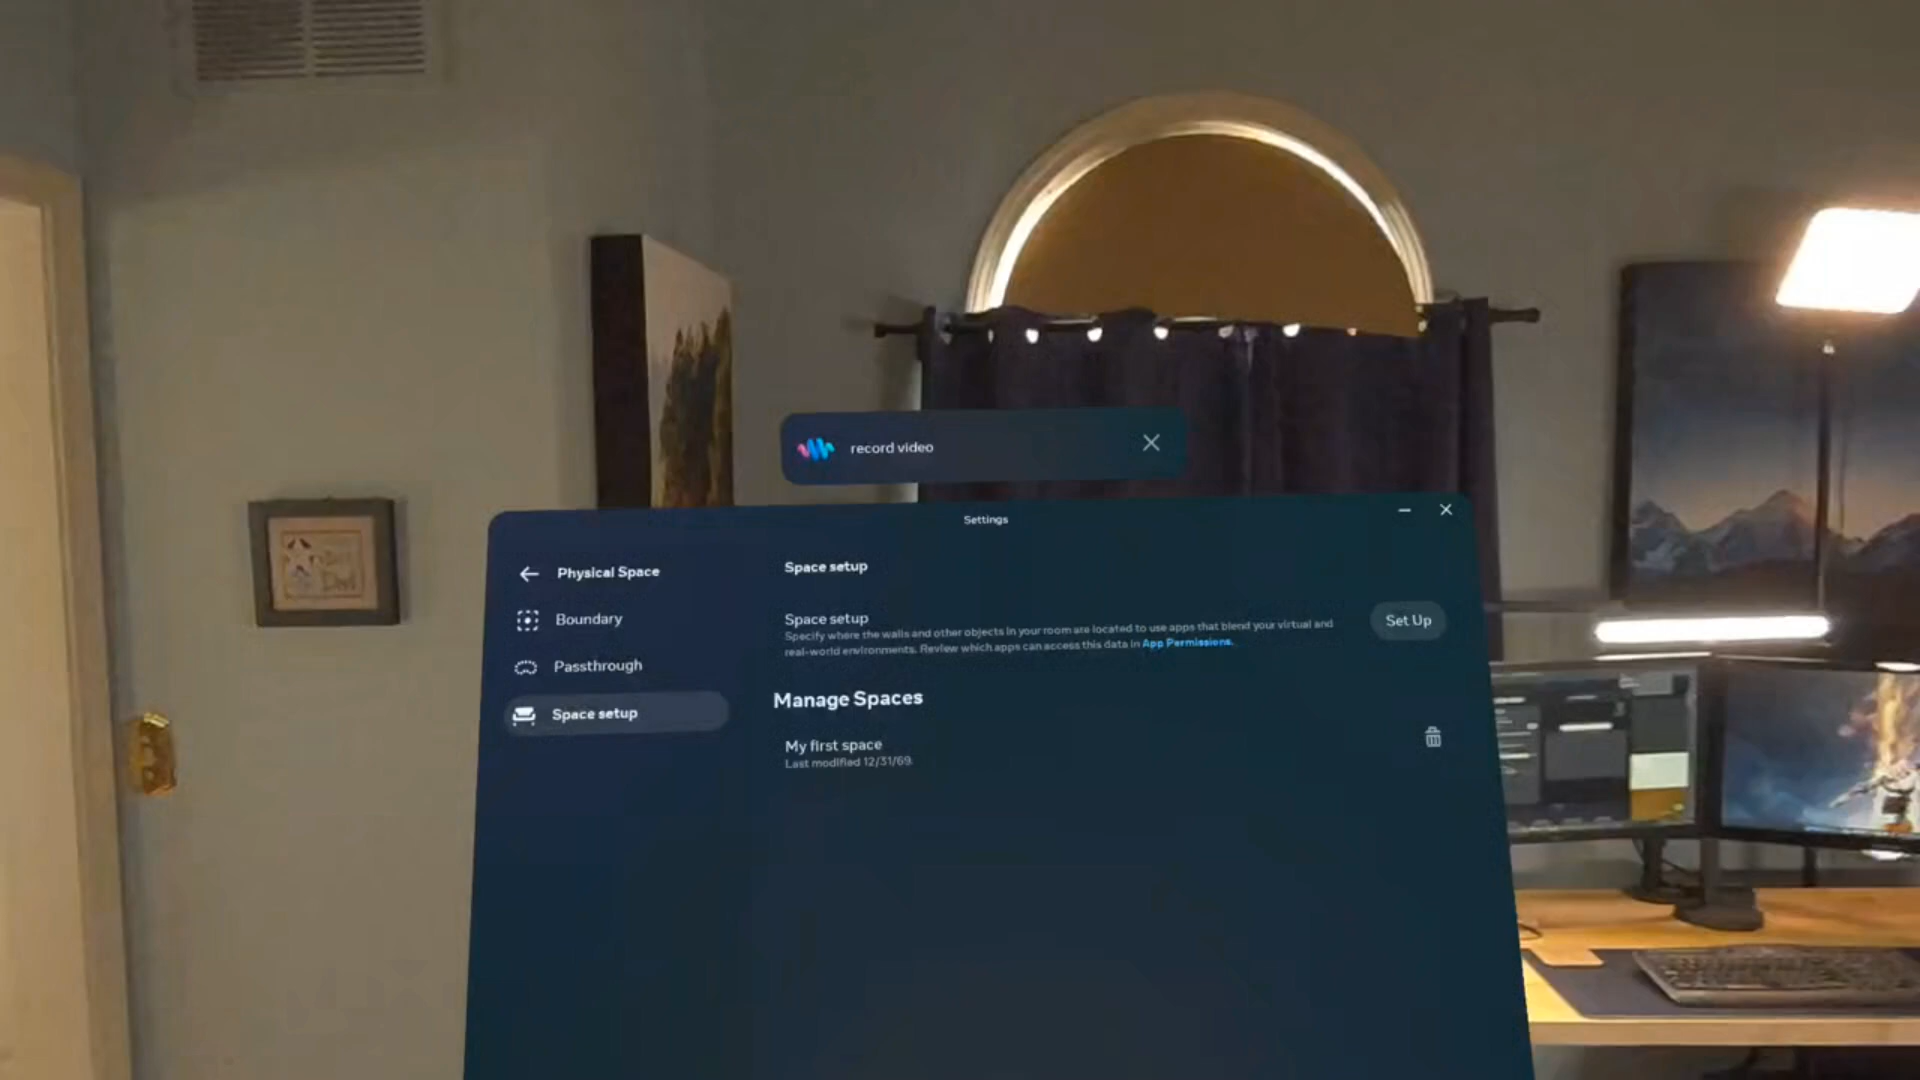 record video
Settings
Physical Space
Boundary
Passthrough
Space setup
Space setup
Space setup
Specify where the walls and other objects in your room are located to use apps that blend your virtual and
real-world environments. Review which apps can access this data in App Permissions.
Set Up
Manage Spaces
My first space
Last modified 12/31/69